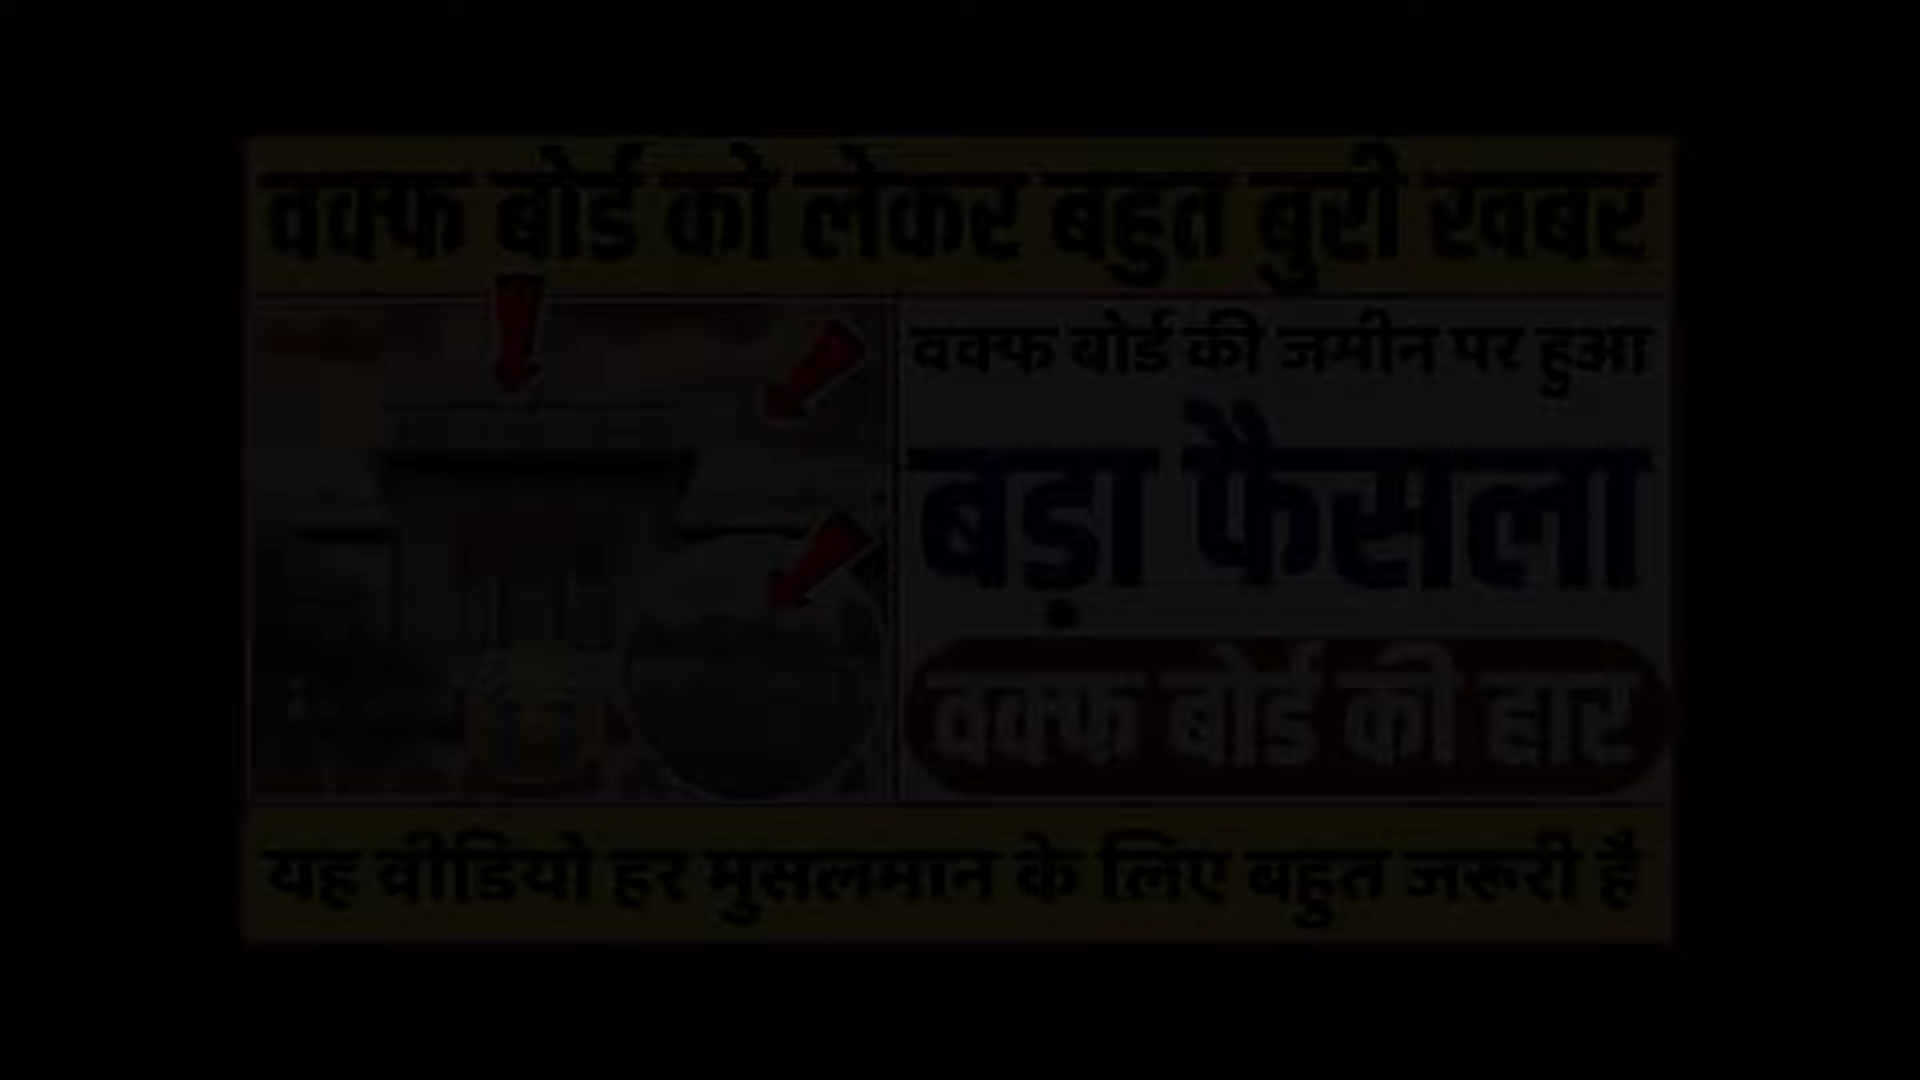 वक्फ बोर्ड को लेकर बहुत बुरी खबर
वक्फ बोर्ड की जमीन पर हुआ
बड़ा फैसला
वक्फ बोर्ड की हार
यह वीडियो हर मुसलमान के लिए बहुत जरूरी है